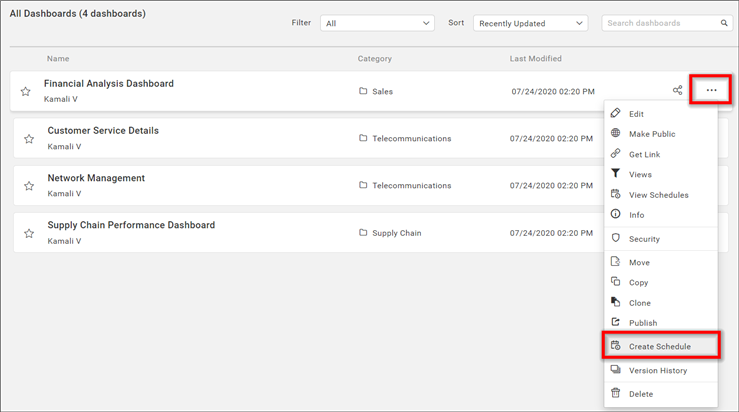 All Dashboards (4 dashboards)
Filter All Sort Recently Updated Search dashboards
Name Category Last Modified
Financial Analysis Dashboard
Kamali V
Sales
07/24/2020 02:20 PM
Customer Service Details
Kamali V
Telecommunications
07/24/2020 02:20 PM
Network Management
Kamali V
Telecommunications
07/24/2020 02:20 PM
Supply Chain Performance Dashboard
Kamali V
Supply Chain
07/24/2020 02:20 PM
Edit
Make Public
Get Link
Views
View Schedules
Info
Security
Move
Copy
Clone
Publish
Create Schedule
Version History
Delete